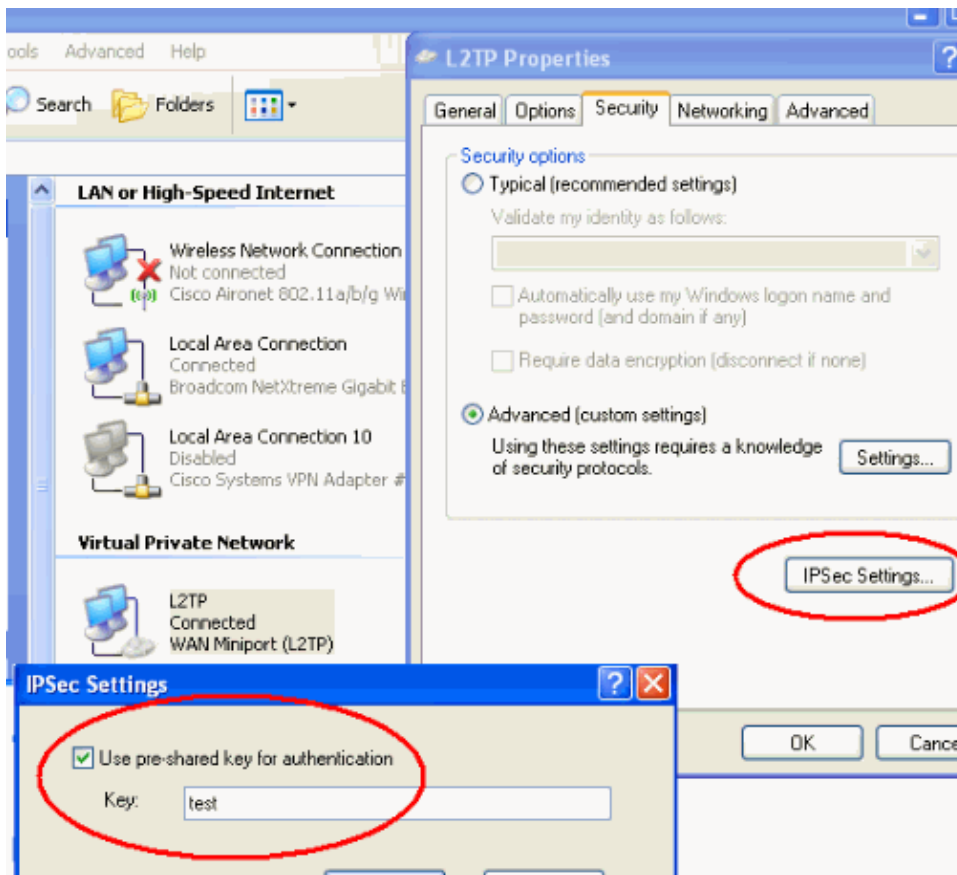 ools Advanced Help
Search Folders
LAN or High-Speed Internet
Wireless Network Connection
Not connected
Cisco Aironet 802.11a/b/g Wi
Local Area Connection
Connected
Broadcom NetXtreme Gigabit E
Local Area Connection 10
Disabled
Cisco Systems VPN Adapter #
Virtual Private Network
L2TP
Connected
WAN Miniport (L2TP)
L2TP Properties
?
General Options Security Networking Advanced
Security options
Typical (recommended settings)
Validate my identity as follows:
Automatically use my Windows logon name and
password (and domain if any)
Require data encryption (disconnect if none)
Advanced (custom settings)
Using these settings requires a knowledge
of security protocols.
Settings...
IPSec Settings...
OK Cance
IPSec Settings
?
Use pre-shared key for authentication
Key: test